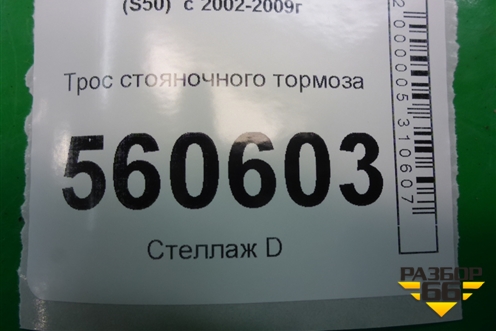 (S50) с 2002-2009г
Трос стояночного тормоза
560603
Стеллаж D
2000005310607
РАЗБОР
66